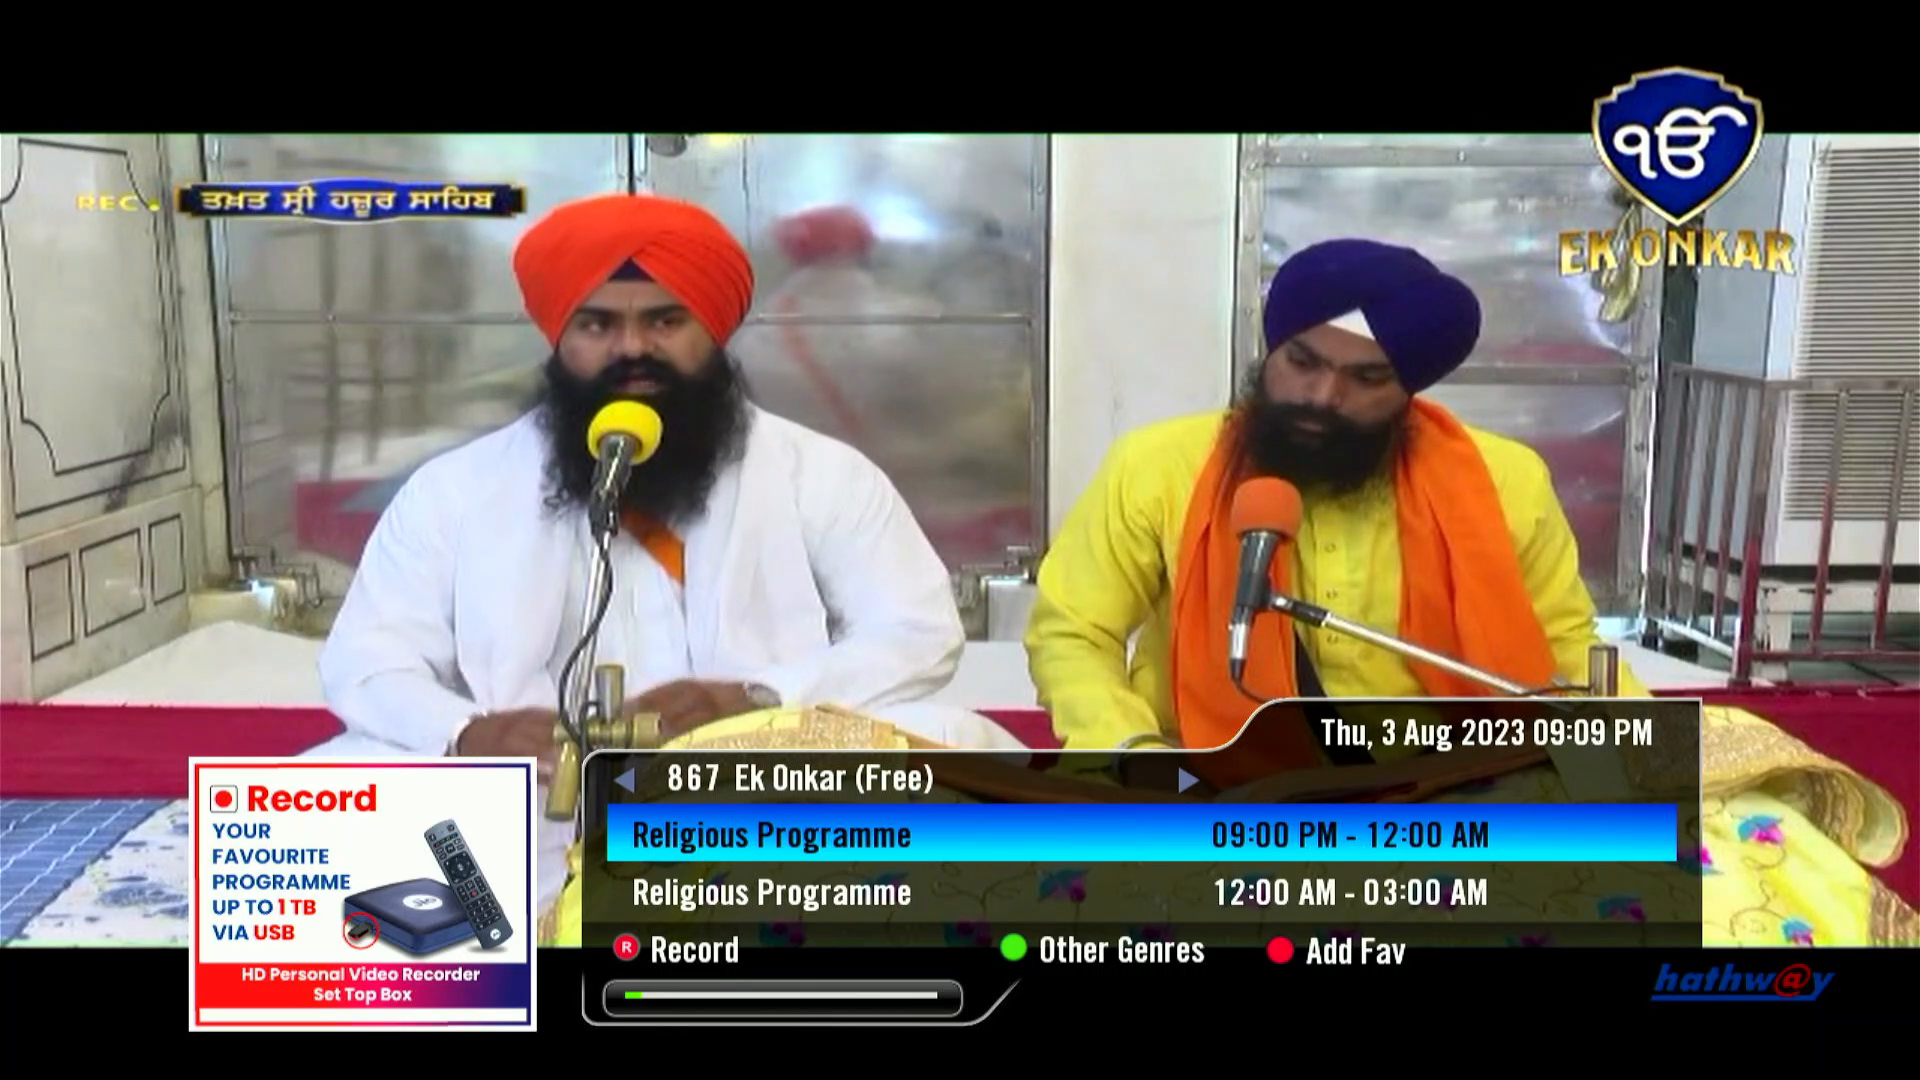 ੴ
EK ONKAR
REC.
ਤਖ਼ਤ ਸ੍ਰੀ ਹਜ਼ੂਰ ਸਾਹਿਬ
Thu, 3 Aug 2023 09:09 PM
867 Ek Onkar (Free)
Religious Programme 09:00 PM - 12:00 AM
Religious Programme 12:00 AM - 03:00 AM
R Record Other Genres Add Fav
Record
YOUR
FAVOURITE
PROGRAMME
UP TO 1 TB
VIA USB
HD Personal Video Recorder
Set Top Box
hathw@y